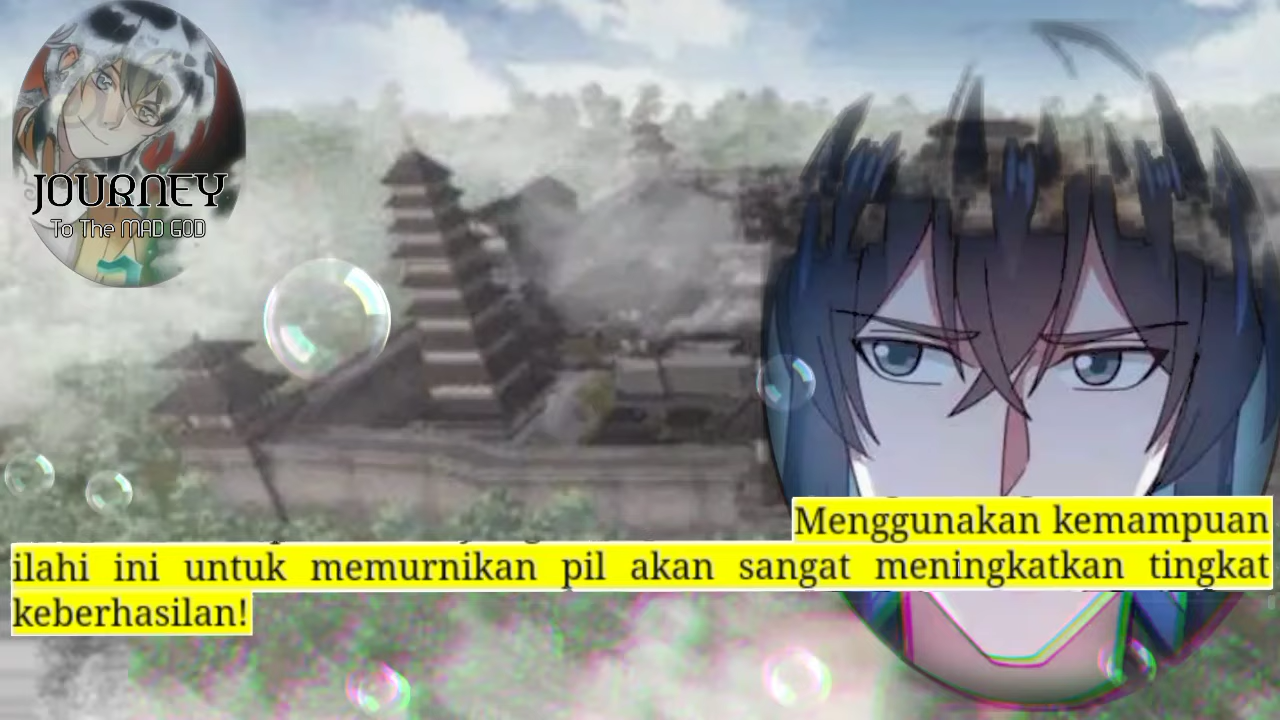 JOURNEY
To The MAD GOD
Menggunakan kemampuan
ilahi ini untuk memurnikan pil akan sangat meningkatkan tingkat
keberhasilan!